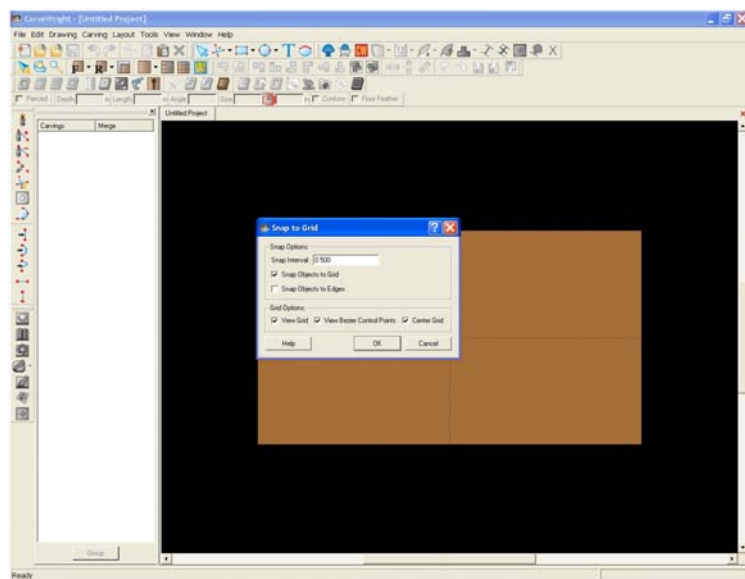 CarveWright - [Untitled Project]
File Edit Drawing Carving Layout Tools View Window Help
Pierced Depth in Length in Angle Size in Confirm Floor Feather
Carvings Merge
Untitled Project
Snap to Grid
Snap Options:
Snap Interval: 0.500
Snap Objects to Grid
Snap Objects to Edges
Grid Options:
View Grid View Bezier Control Points Center Grid
Help OK Cancel
Group
Ready